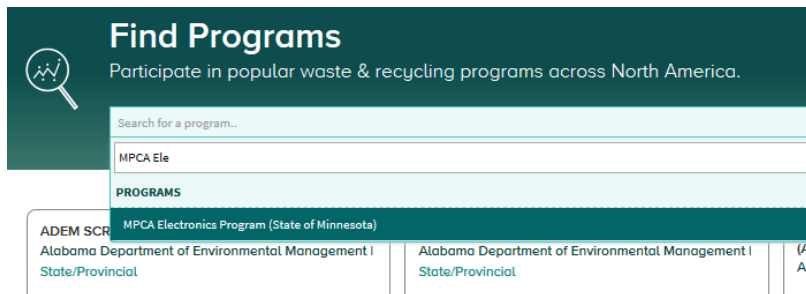 Find Programs
Participate in popular waste & recycling programs across North America.
Search for a program..
MPCA Ele
PROGRAMS
MPCA Electronics Program (State of Minnesota)
ADEM SCR
Alabama Department of Environmental Management |
State/Provincial
Alabama Department of Environmental Management |
State/Provincial
(A
A